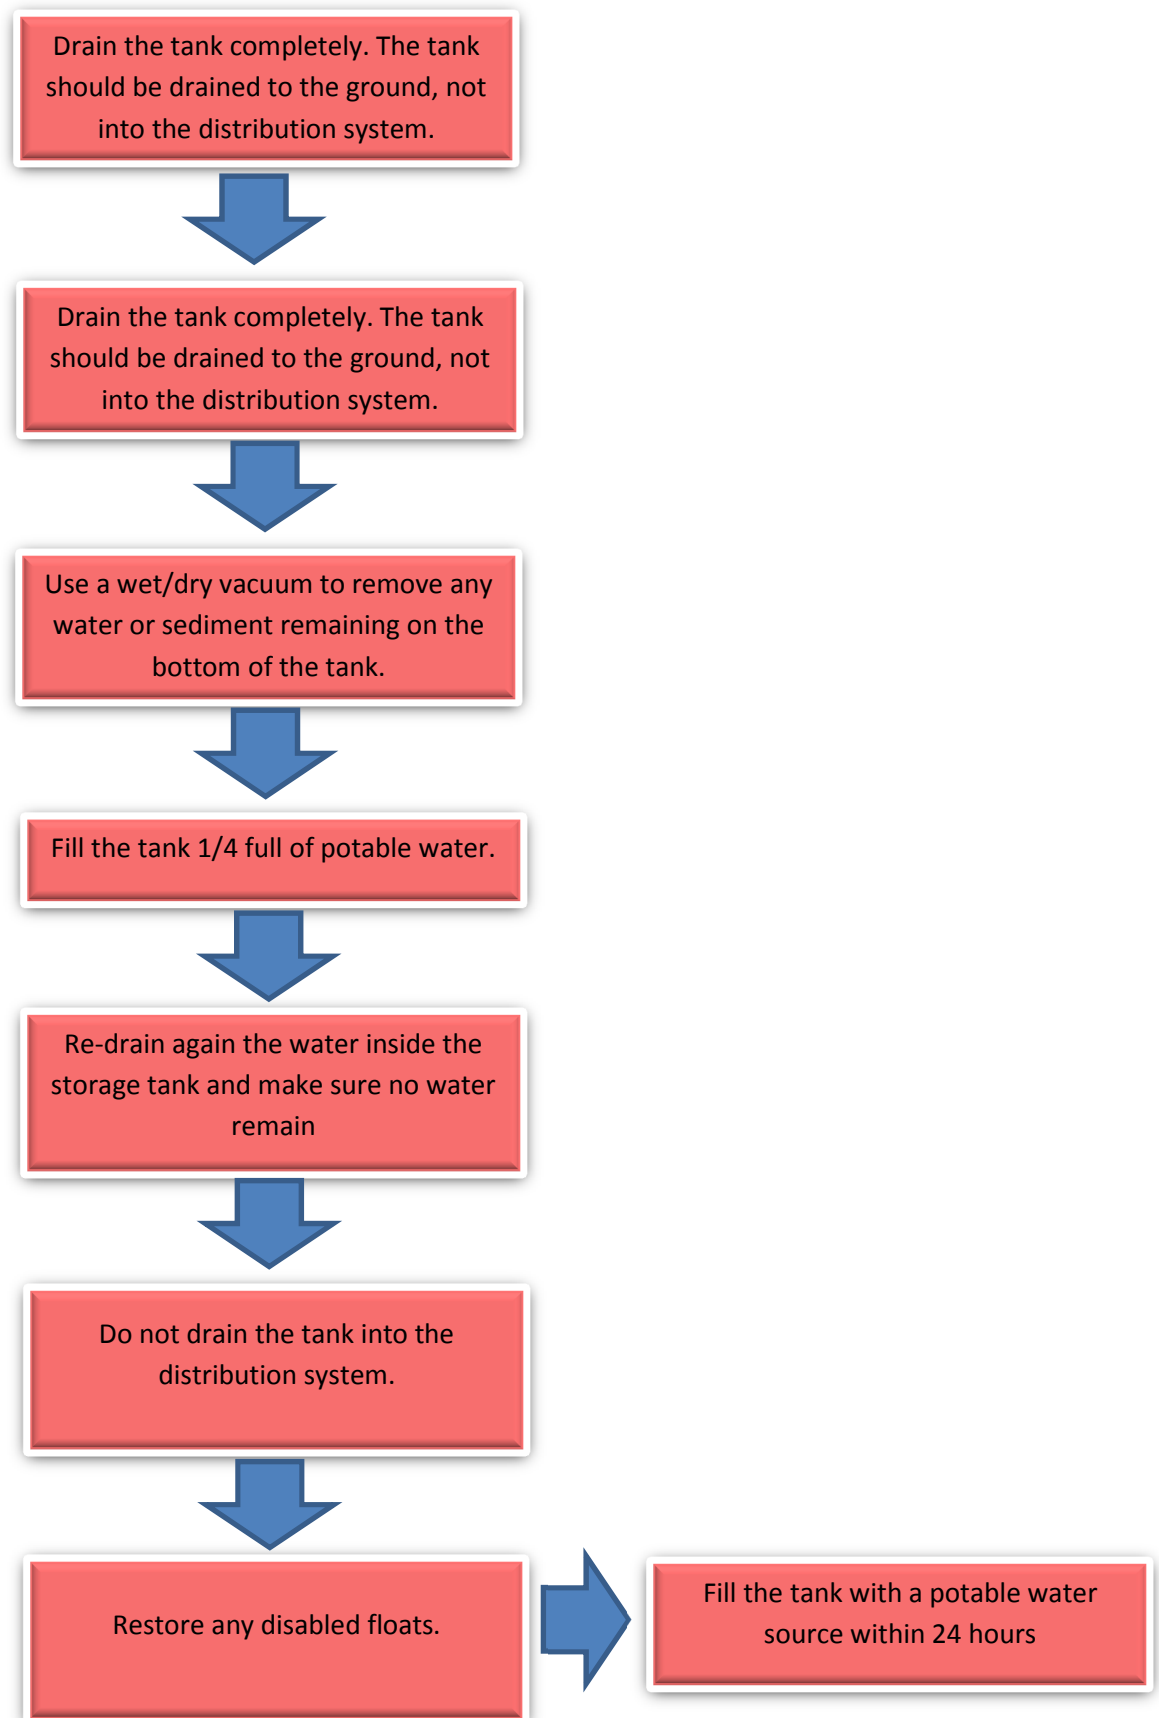 Drain the tank completely. The tank
should be drained to the ground, not
into the distribution system.
Drain the tank completely. The tank
should be drained to the ground, not
into the distribution system.
Use a wet/dry vacuum to remove any
water or sediment remaining on the
bottom of the tank.
Fill the tank 1/4 full of potable water.
Re-drain again the water inside the
storage tank and make sure no water
remain
Do not drain the tank into the
distribution system.
Restore any disabled floats.
Fill the tank with a potable water
source within 24 hours